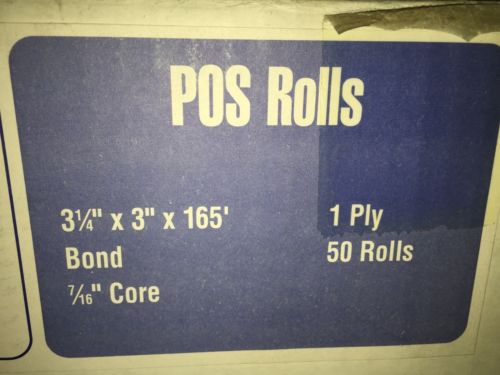 POS Rolls
3¼" x 3" x 165'
Bond
7/16" Core
1 Ply
50 Rolls